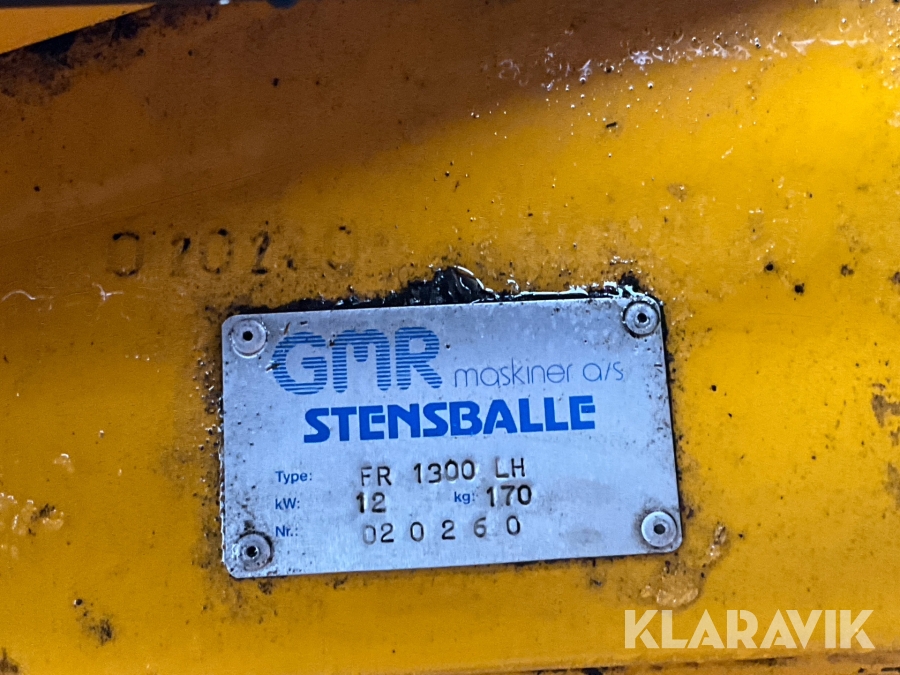 GMR maskiner a/s
STENSBALLE
Type: FR 1300 LH
kW: 12 kg: 170
Nr.: 020260
KLARAVIK